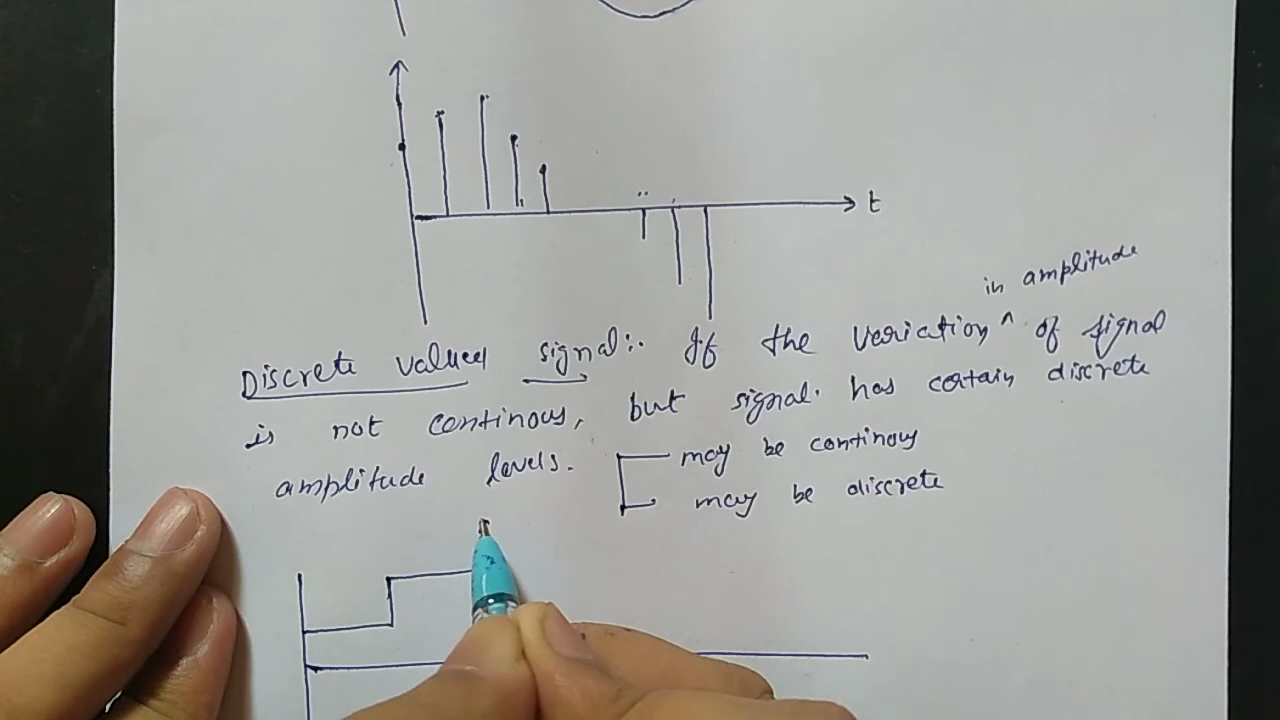 t
in amplitude
Discrete valued signal:. If the variation ^ of signal
is not continous, but signal. has certain discrete
amplitude levels.
may be continous
may be discrete